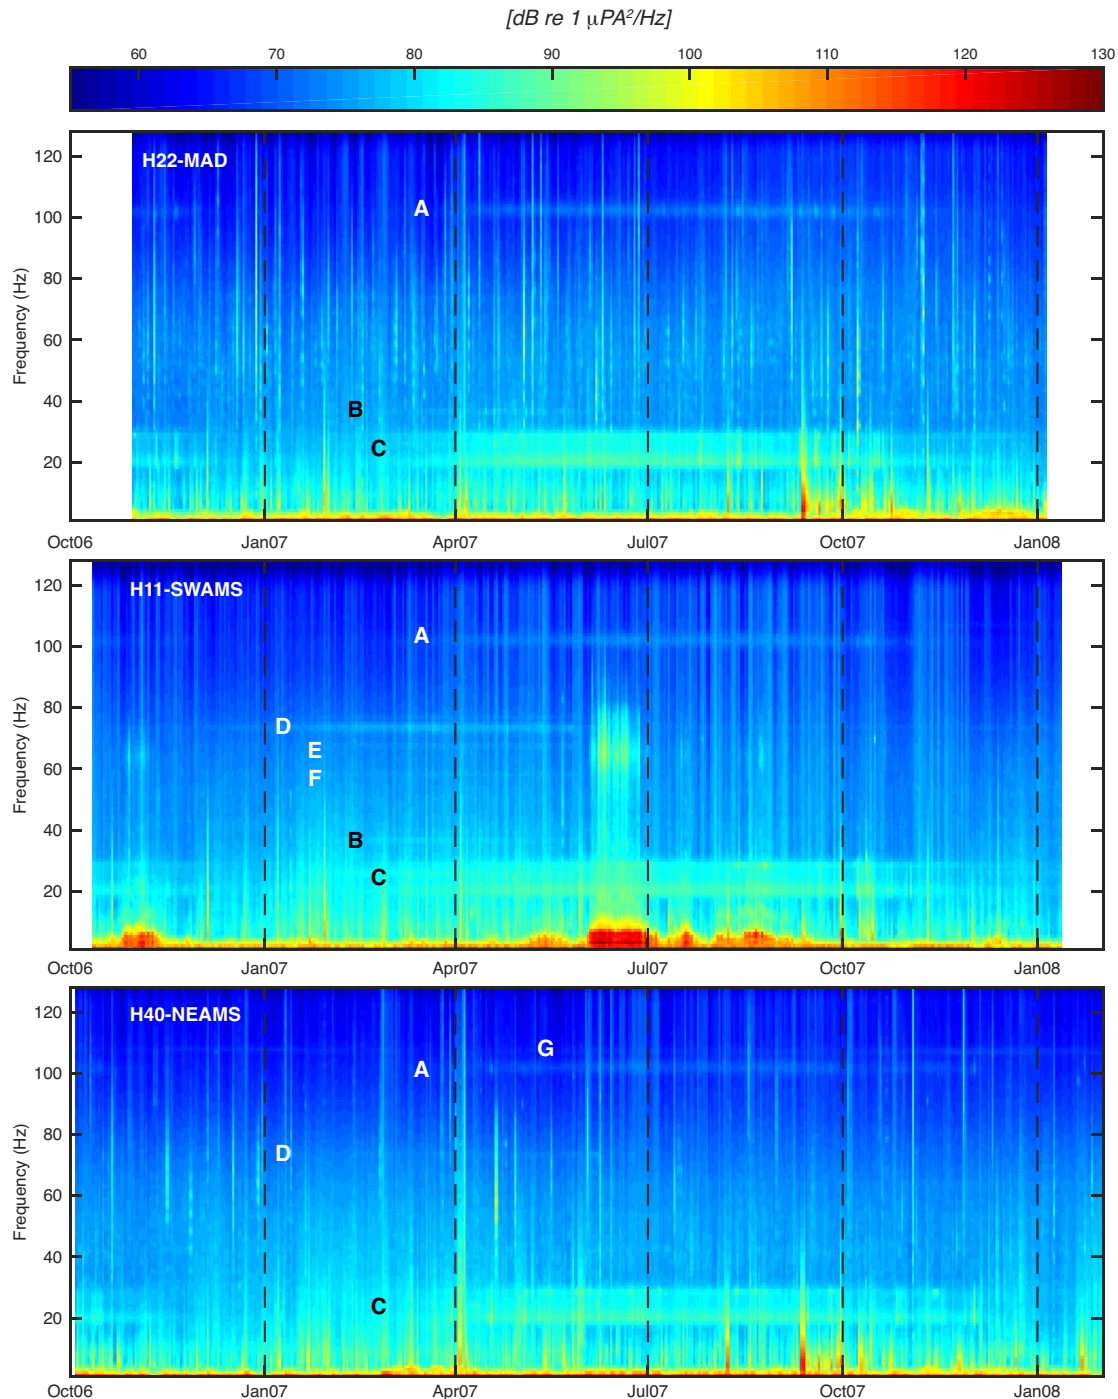 [dB re 1 μPA²/Hz]
60 70 80 90 100 110 120 130
H22-MAD
120
100
80
60
40
20
Frequency (Hz)
A
B
C
Oct06 Jan07 Apr07 Jul07 Oct07 Jan08
H11-SWAMS
120
100
80
60
40
20
Frequency (Hz)
A
D
E
F
B
C
Oct06 Jan07 Apr07 Jul07 Oct07 Jan08
H40-NEAMS
120
100
80
60
40
20
Frequency (Hz)
G
A
D
C
Oct06 Jan07 Apr07 Jul07 Oct07 Jan08